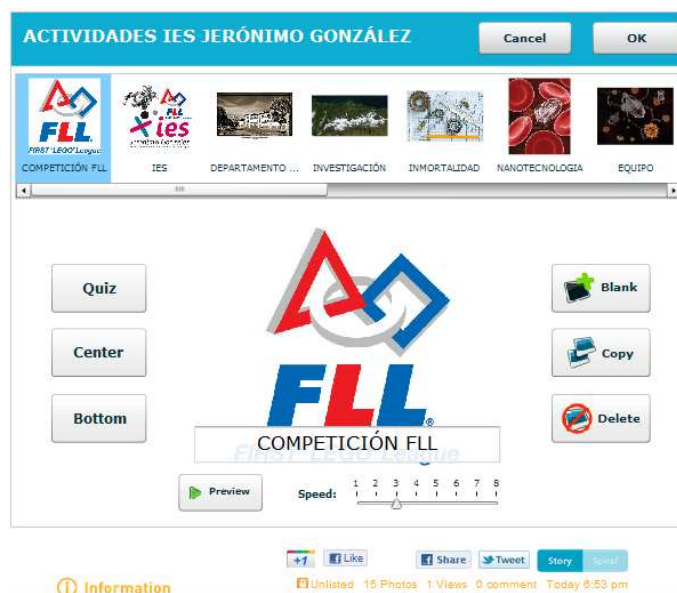 ACTIVIDADES IES JERÓNIMO GONZÁLEZ
Cancel
OK
FLL
FIRST LEGO League
ies
Jerónimo González
COMPETICIÓN FLL
IES
DEPARTAMENTO ...
INVESTIGACIÓN
INMORTALIDAD
NANOTECNOLOGIA
EQUIPO
Quiz
Center
Bottom
FLL®
COMPETICIÓN FLL
FIRST LEGO League
Blank
Copy
Delete
Preview
Speed:
1 2 3 4 5 6 7 8
+1
Like
Share
Tweet
Story
Spiral
Information
Unlisted 15 Photos 1 Views 0 comment Today 6:53 pm